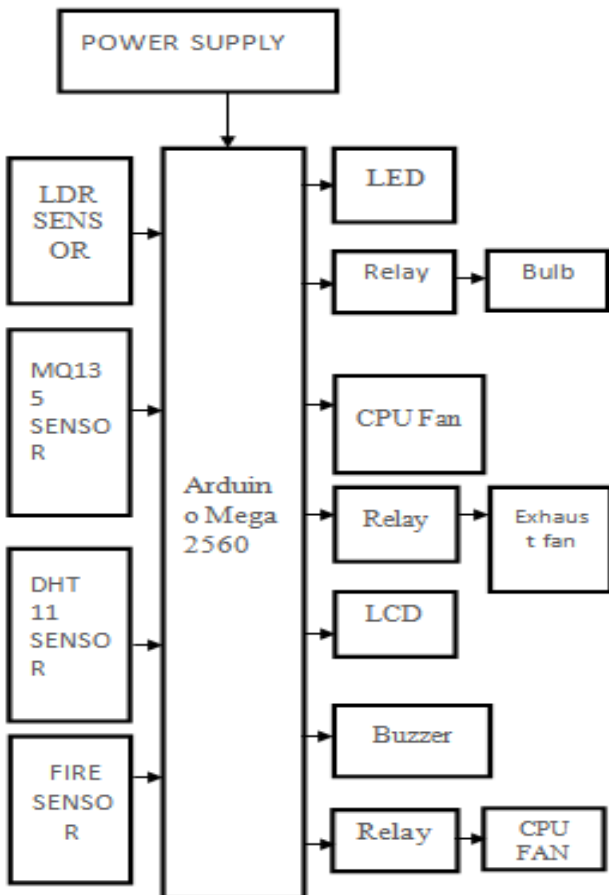 POWER SUPPLY
LDR
SENS
OR
MQ13
5
SENSO
R
DHT
11
SENSO
R
FIRE
SENSO
R
Arduin
o Mega
2560
LED
Relay
Bulb
CPU Fan
Relay
Exhaus
t fan
LCD
Buzzer
Relay
CPU
FAN